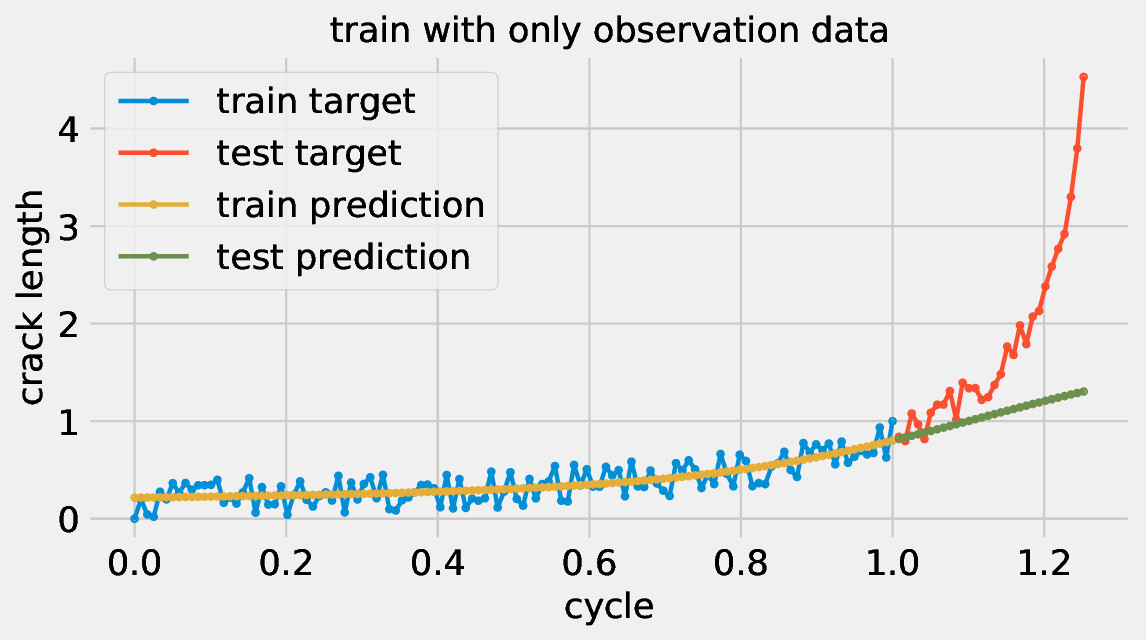 train with only observation data
train target
test target
train prediction
test prediction
crack length
4
3
2
1
0
0.0 0.2 0.4 0.6 0.8 1.0 1.2
cycle